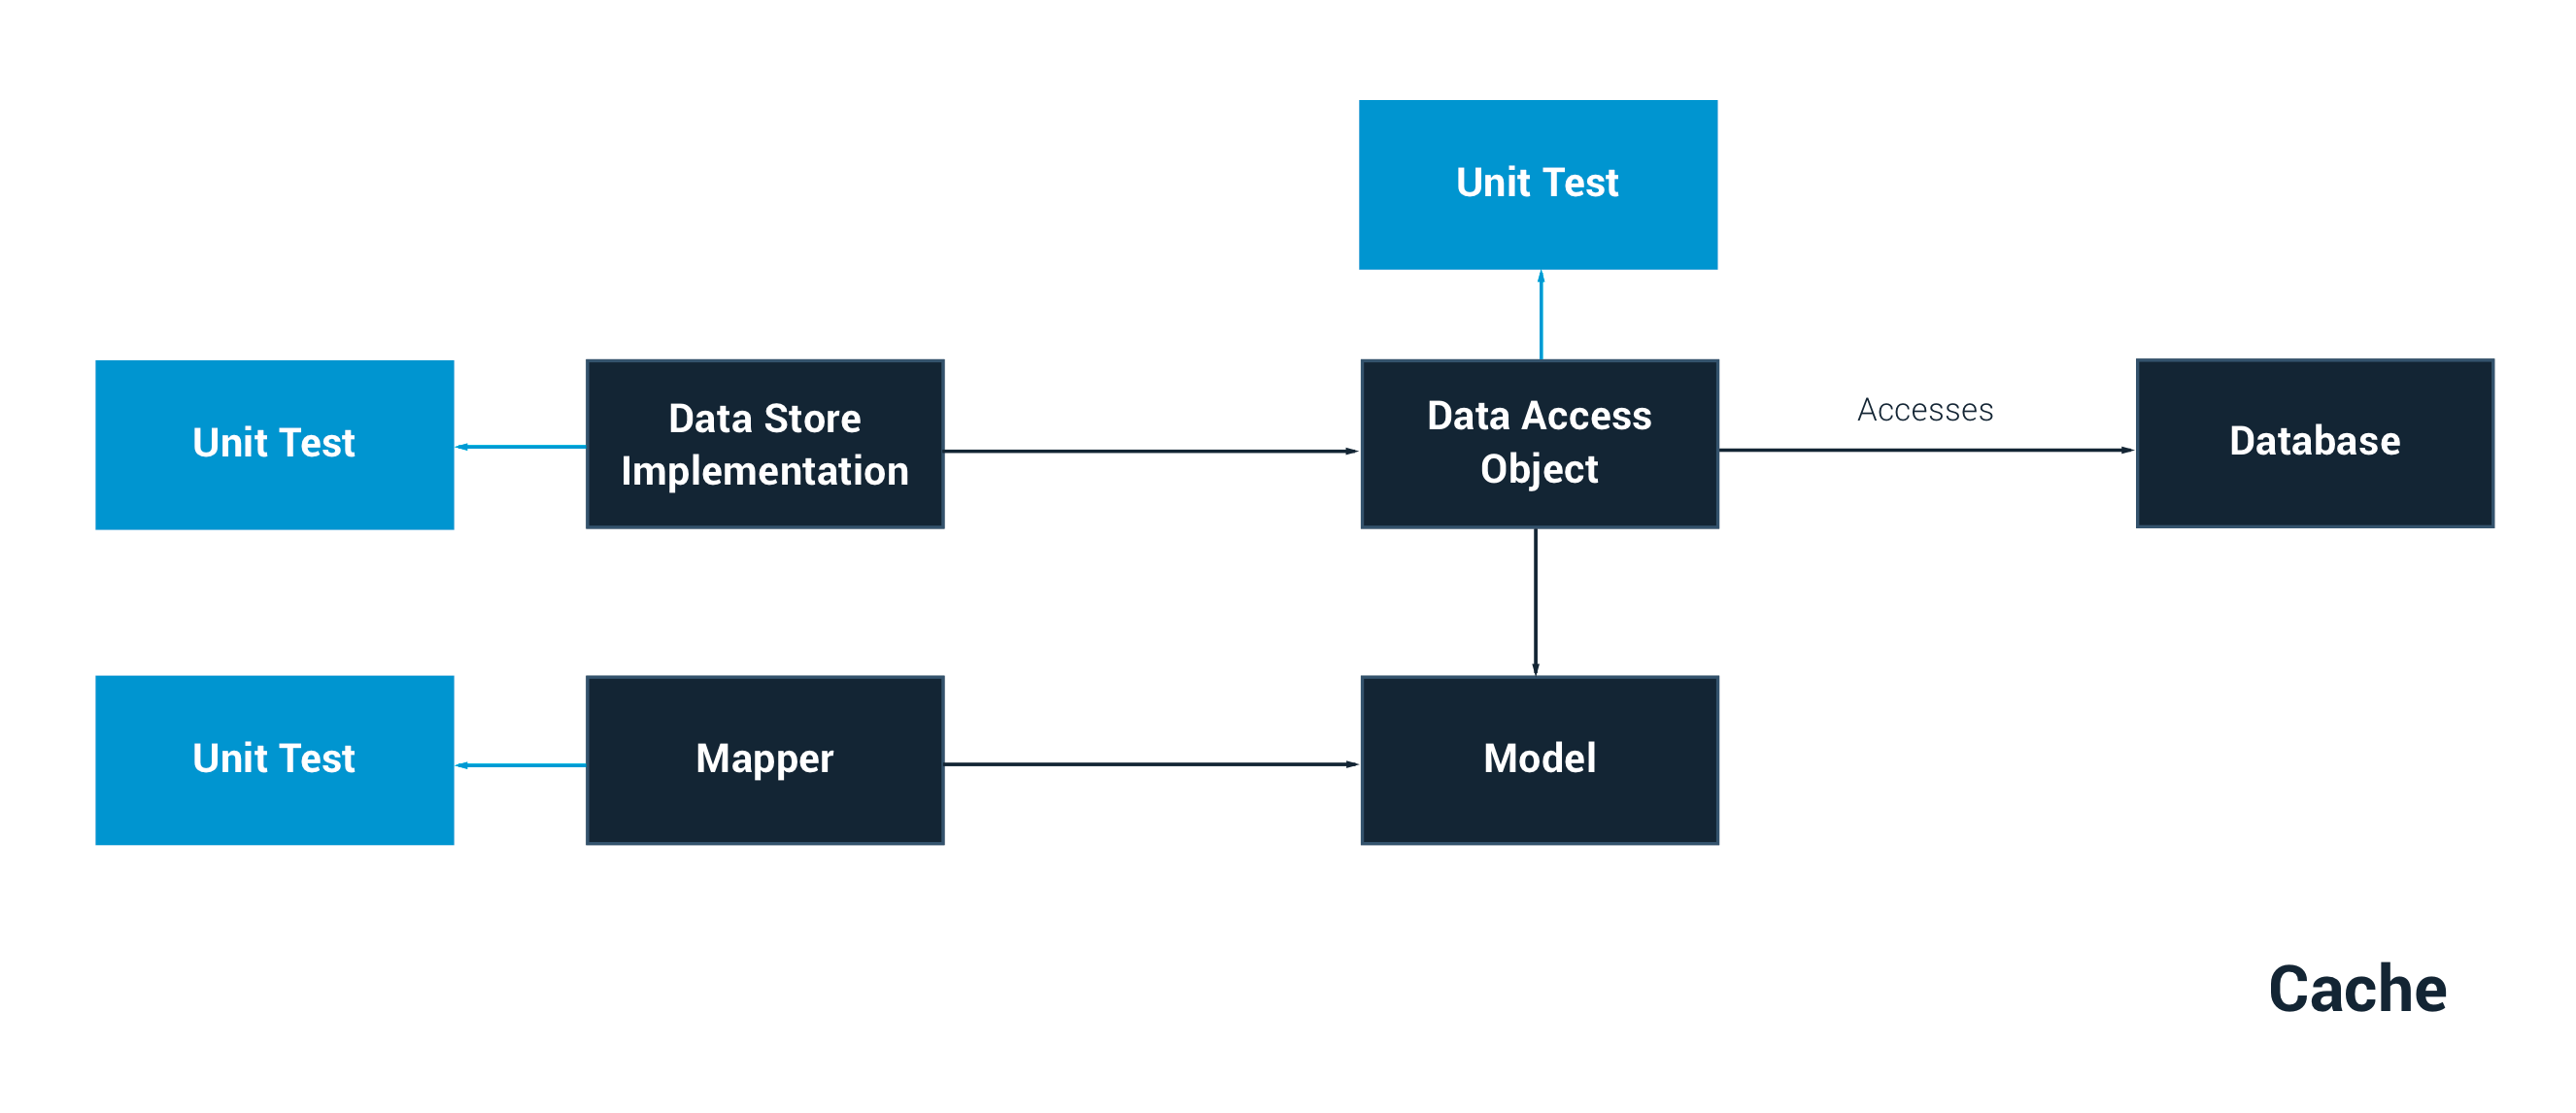 Unit Test
Unit Test
Data Store
Implementation
Data Access
Object
Accesses
Database
Unit Test
Mapper
Model
Cache